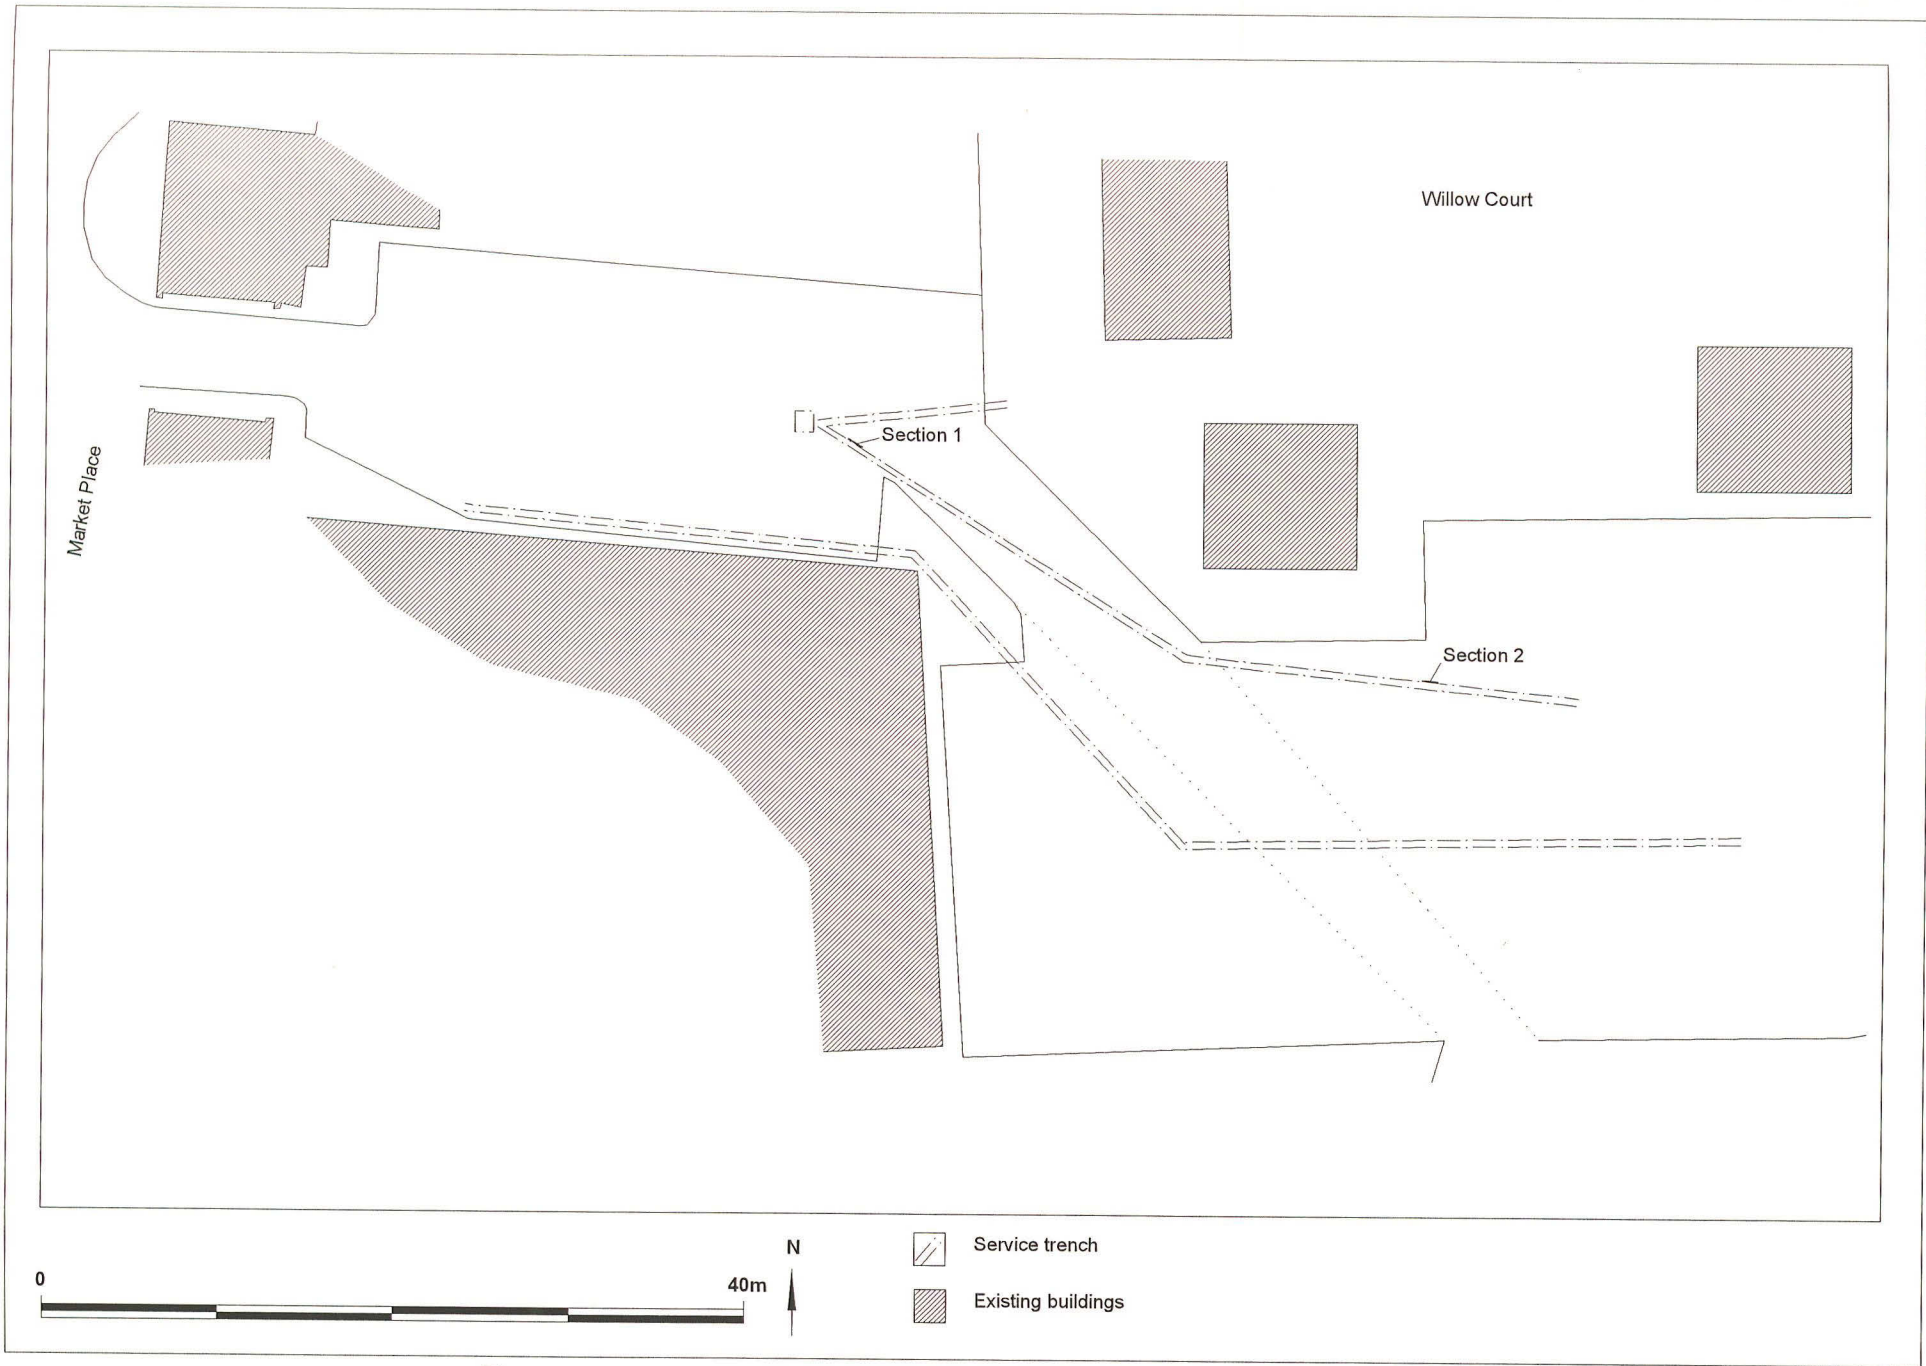 Willow Court
Section 1
Market Place
Section 2
0
40m
N
Service trench
Existing buildings